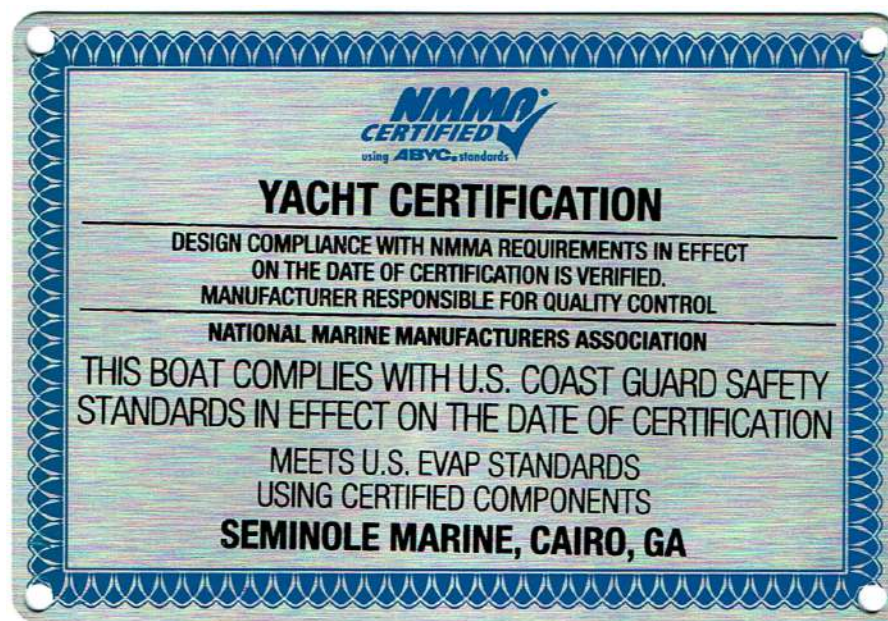 NMMA
CERTIFIED
using ABYC standards
YACHT CERTIFICATION
DESIGN COMPLIANCE WITH NMMA REQUIREMENTS IN EFFECT
ON THE DATE OF CERTIFICATION IS VERIFIED.
MANUFACTURER RESPONSIBLE FOR QUALITY CONTROL
NATIONAL MARINE MANUFACTURERS ASSOCIATION
THIS BOAT COMPLIES WITH U.S. COAST GUARD SAFETY
STANDARDS IN EFFECT ON THE DATE OF CERTIFICATION
MEETS U.S. EVAP STANDARDS
USING CERTIFIED COMPONENTS
SEMINOLE MARINE, CAIRO, GA